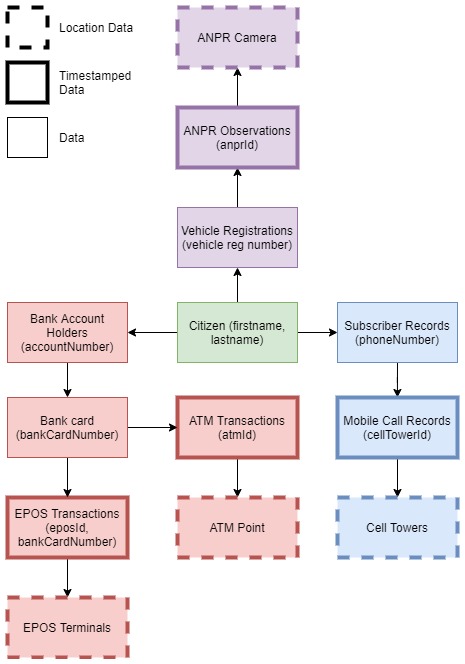 Location Data
Timestamped
Data
Data
ANPR Camera
ANPR Observations
(anprId)
Vehicle Registrations
(vehicle reg number)
Bank Account
Holders
(accountNumber)
Citizen (firstname,
lastname)
Subscriber Records
(phoneNumber)
Bank card
(bankCardNumber)
ATM Transactions
(atmId)
Mobile Call Records
(cellTowerId)
EPOS Transactions
(eposId,
bankCardNumber)
ATM Point
Cell Towers
EPOS Terminals